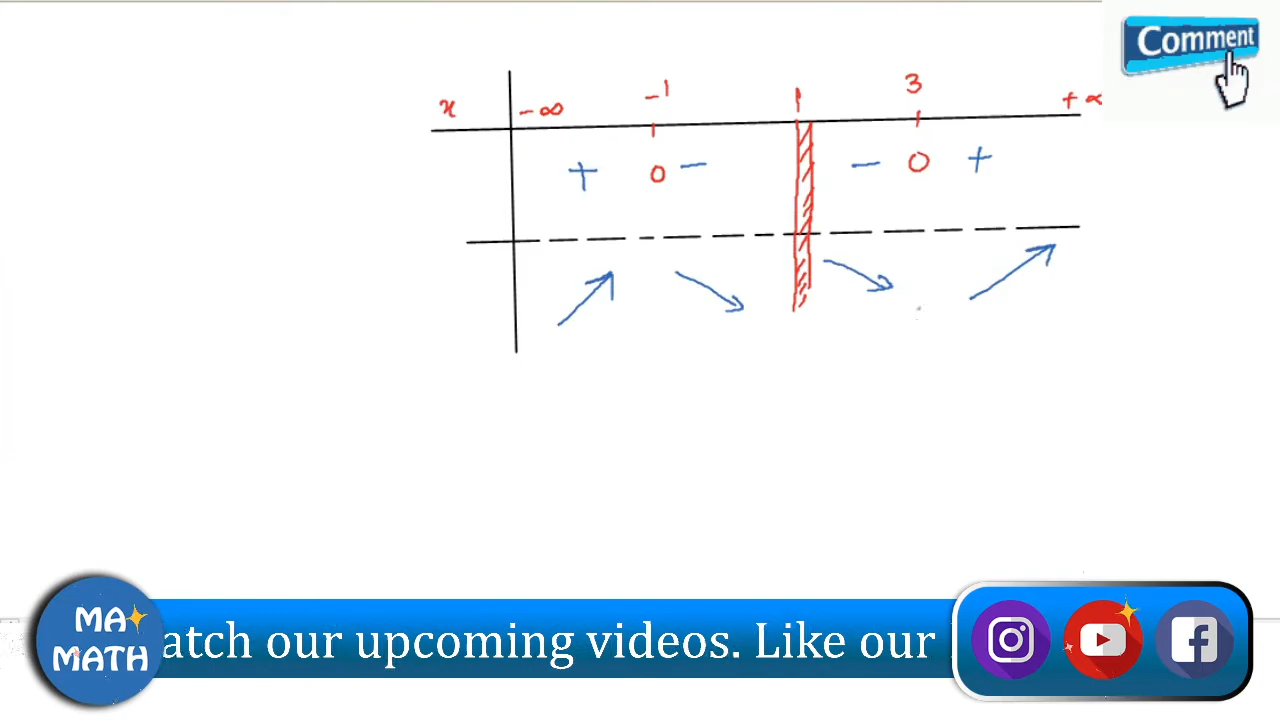 Comment
x -∞ -1 1 3 +∞
+ 0 - - 0 +
MA
MATH
atch our upcoming videos. Like our